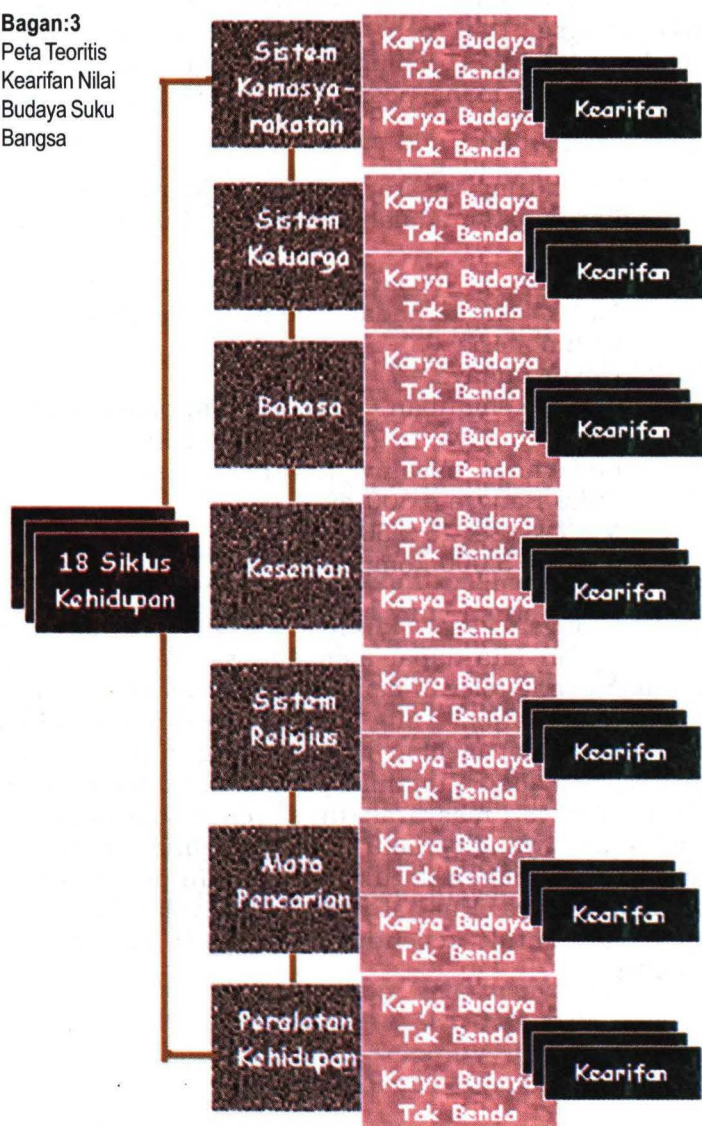 Bagan:3
Peta Teoritis
Kearifan Nilai
Budaya Suku
Bangsa
18 Siklus
Kehidupan
Sistem
Kemasya-
rakatan
Karya Budaya
Tak Benda
Karya Budaya
Tak Benda
Kearifan
Sistem
Keluarga
Karya Budaya
Tak Benda
Karya Budaya
Tak Benda
Kearifan
Bahasa
Karya Budaya
Tak Benda
Karya Budaya
Tak Benda
Kearifan
Kesenian
Karya Budaya
Tak Benda
Karya Budaya
Tak Benda
Kearifan
Sistem
Religius
Karya Budaya
Tak Benda
Karya Budaya
Tak Benda
Kearifan
Mata
Pencarian
Karya Budaya
Tak Benda
Karya Budaya
Tak Benda
Kearifan
Peralatan
Kehidupan
Karya Budaya
Tak Benda
Karya Budaya
Tak Benda
Kearifan